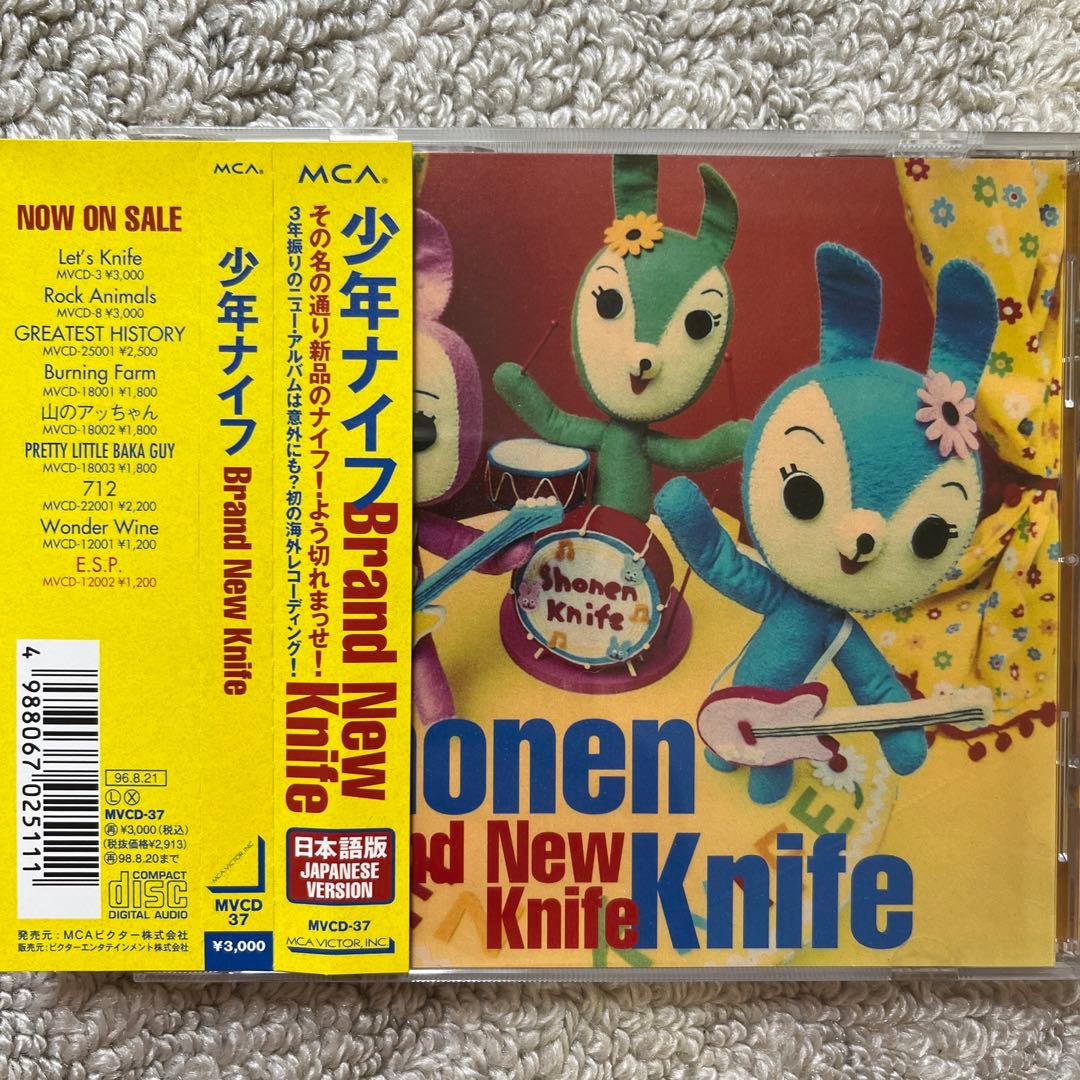 MCA®
NOW ON SALE
Let's Knife
MVCD-3 ¥3,000
Rock Animals
MVCD-8 ¥3,000
GREATEST HISTORY
MVCD-25001 ¥2,500
Burning Farm
MVCD-18001 ¥1,800
山のアッちゃん
MVCD-18002 ¥1,800
PRETTY LITTLE BAKA GUY
MVCD-18003 ¥1,800
712
MVCD-22001 ¥2,200
Wonder Wine
MVCD-12001 ¥1,200
E.S.P.
MVCD-12002 ¥1,200
4 988067 025111
96.8.21
Ⓛ Ⓧ
MVCD-37
㊢ ¥3,000(税込)
(税抜価格¥2,913)
㊢ 98.8.20まで
COMPACT
disc
DIGITAL AUDIO
発売元:MCAビクター株式会社
販売元:ビクターエンタテインメント株式会社
少年ナイフ Brand New Knife
MCA VICTOR, INC
MVCD
37
¥3,000
MCA®
少年ナイフ Brand New Knife
その名の通り新品のナイフ!よう切れまっせ!
3年振りのニューアルバムは意外にも?初の海外レコーディング!
日本語版
JAPANESE
VERSION
MVCD-37
MCA VICTOR, INC.
Shonen
Knife
honen
nd New
Knife
Knife